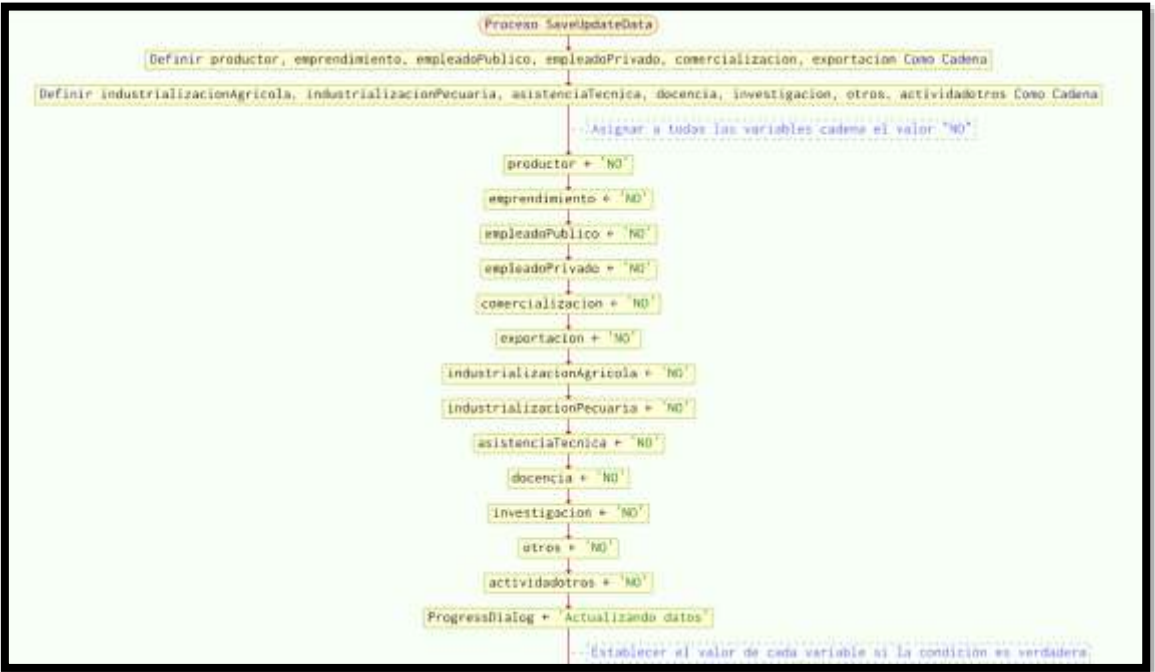 Proceso SaveUpdateData
Definir productor, emprendimiento, empleadoPublico, empleadoPrivado, comercializacion, exportacion Como Cadena
Definir industrializacionAgricola, industrializacionPecuaria, asistenciaTecnica, docencia, investigacion, otros, actividadotros Como Cadena
Asignar a todas las variables cadena el valor "NO"
productor ← 'NO'
emprendimiento ← 'NO'
empleadoPublico ← 'NO'
empleadoPrivado ← 'NO'
comercializacion ← 'NO'
exportacion ← 'NO'
industrializacionAgricola ← 'NO'
industrializacionPecuaria ← 'NO'
asistenciaTecnica ← 'NO'
docencia ← 'NO'
investigacion ← 'NO'
otros ← 'NO'
actividadotros ← 'NO'
ProgressDialog ← 'Actualizando datos'
Establecer el valor de cada variable si la condición es verdadera